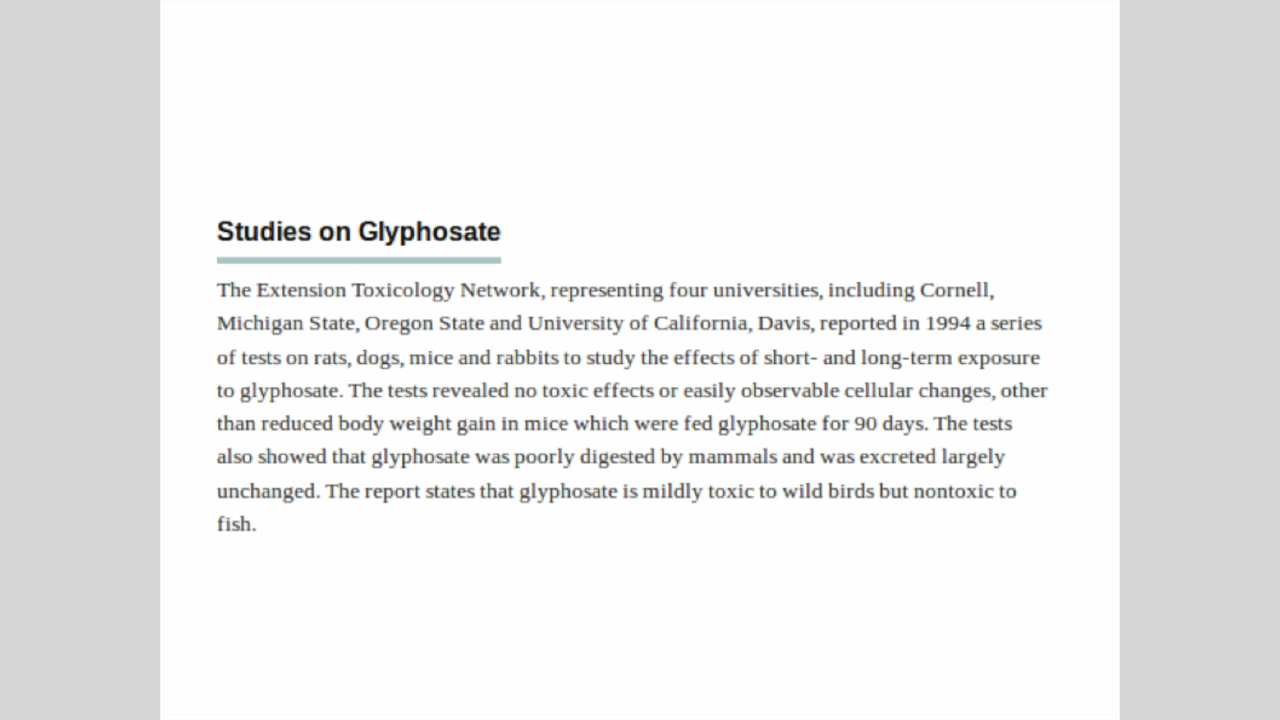 Studies on Glyphosate
The Extension Toxicology Network, representing four universities, including Cornell,
Michigan State, Oregon State and University of California, Davis, reported in 1994 a series
of tests on rats, dogs, mice and rabbits to study the effects of short- and long-term exposure
to glyphosate. The tests revealed no toxic effects or easily observable cellular changes, other
than reduced body weight gain in mice which were fed glyphosate for 90 days. The tests
also showed that glyphosate was poorly digested by mammals and was excreted largely
unchanged. The report states that glyphosate is mildly toxic to wild birds but nontoxic to
fish.